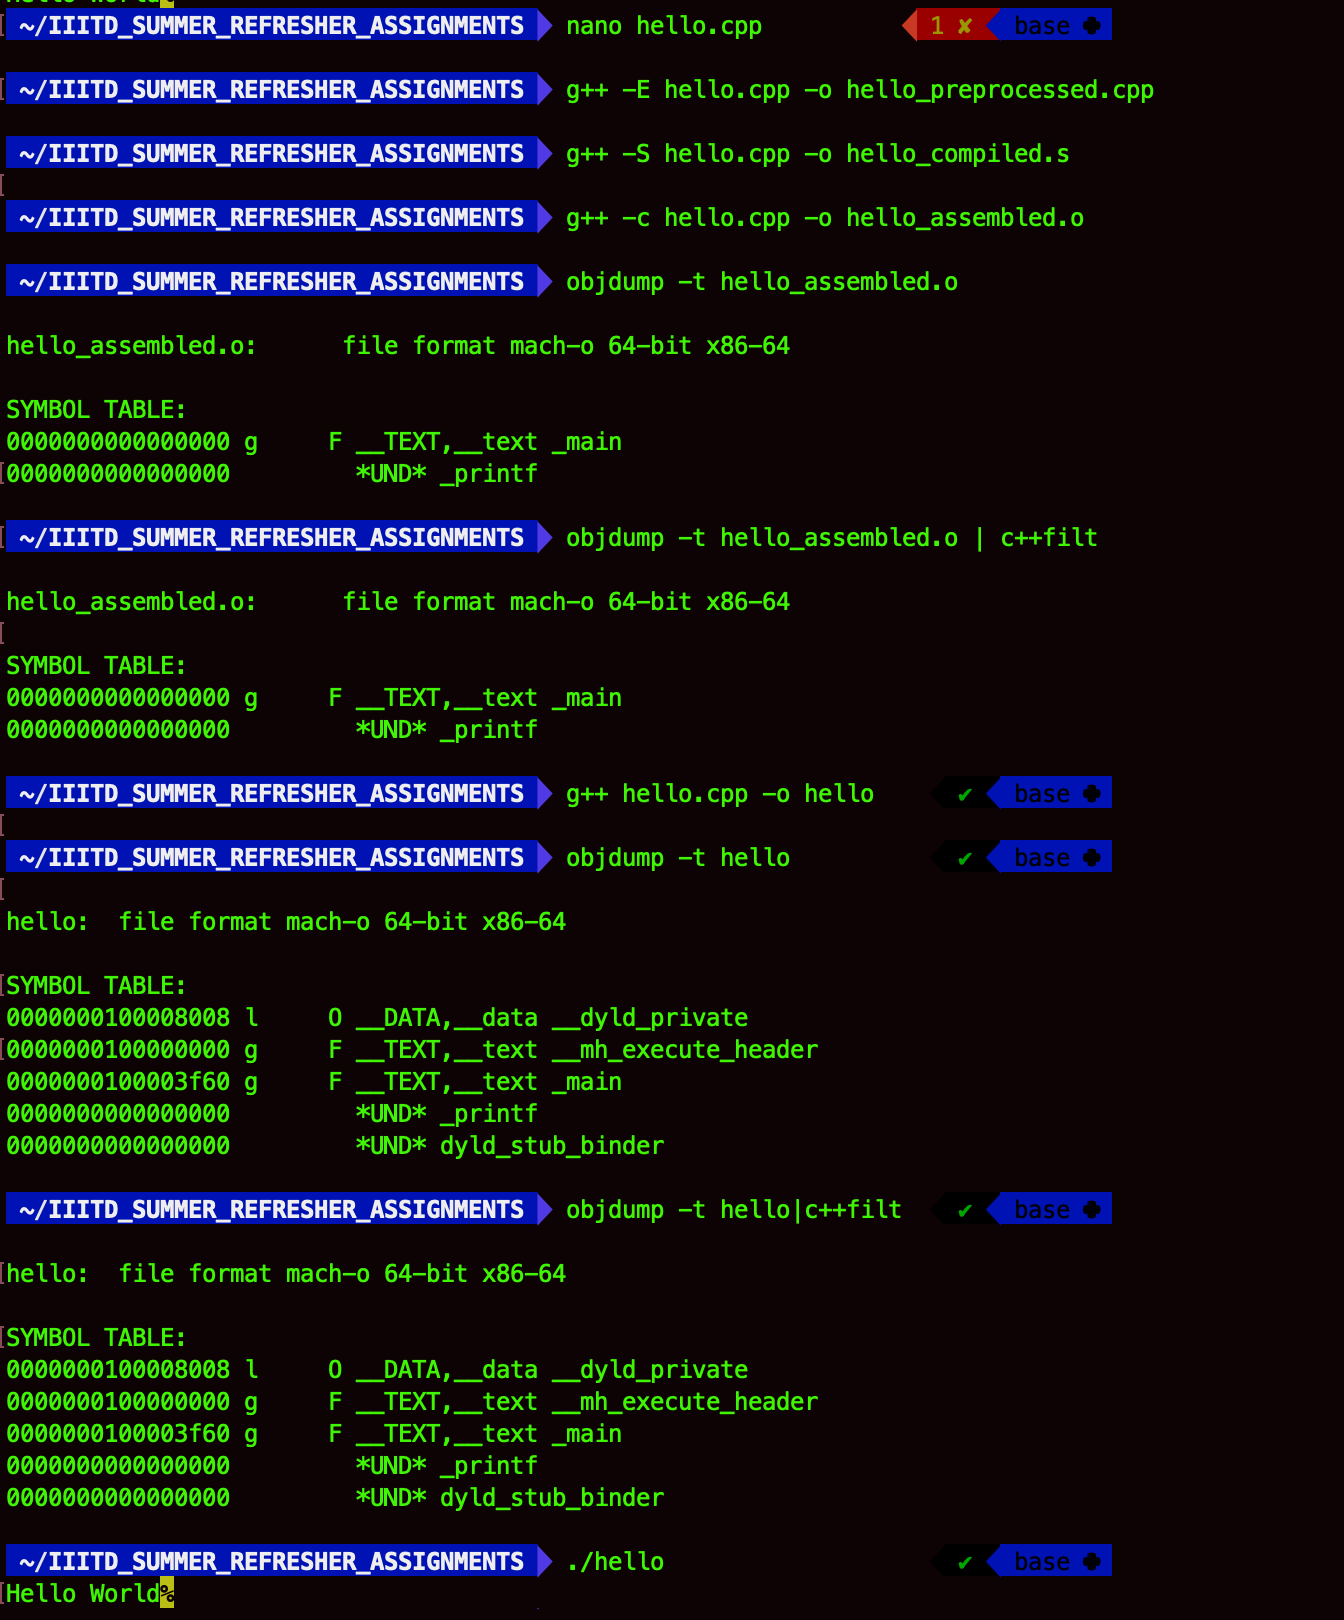 Hello World%
~/IIITD_SUMMER_REFRESHER_ASSIGNMENTS nano hello.cpp 1 ✘ base
~/IIITD_SUMMER_REFRESHER_ASSIGNMENTS g++ -E hello.cpp -o hello_preprocessed.cpp
~/IIITD_SUMMER_REFRESHER_ASSIGNMENTS g++ -S hello.cpp -o hello_compiled.s
~/IIITD_SUMMER_REFRESHER_ASSIGNMENTS g++ -c hello.cpp -o hello_assembled.o
~/IIITD_SUMMER_REFRESHER_ASSIGNMENTS objdump -t hello_assembled.o
hello_assembled.o: file format mach-o 64-bit x86-64
SYMBOL TABLE:
0000000000000000 g F __TEXT,__text _main
0000000000000000 *UND* _printf
~/IIITD_SUMMER_REFRESHER_ASSIGNMENTS objdump -t hello_assembled.o | c++filt
hello_assembled.o: file format mach-o 64-bit x86-64
SYMBOL TABLE:
0000000000000000 g F __TEXT,__text _main
0000000000000000 *UND* _printf
~/IIITD_SUMMER_REFRESHER_ASSIGNMENTS g++ hello.cpp -o hello ✔ base
~/IIITD_SUMMER_REFRESHER_ASSIGNMENTS objdump -t hello ✔ base
hello: file format mach-o 64-bit x86-64
SYMBOL TABLE:
0000000100008008 l O __DATA,__data __dyld_private
0000000100000000 g F __TEXT,__text __mh_execute_header
0000000100003f60 g F __TEXT,__text _main
0000000000000000 *UND* _printf
0000000000000000 *UND* dyld_stub_binder
~/IIITD_SUMMER_REFRESHER_ASSIGNMENTS objdump -t hello|c++filt ✔ base
hello: file format mach-o 64-bit x86-64
SYMBOL TABLE:
0000000100008008 l O __DATA,__data __dyld_private
0000000100000000 g F __TEXT,__text __mh_execute_header
0000000100003f60 g F __TEXT,__text _main
0000000000000000 *UND* _printf
0000000000000000 *UND* dyld_stub_binder
~/IIITD_SUMMER_REFRESHER_ASSIGNMENTS ./hello ✔ base
Hello World%